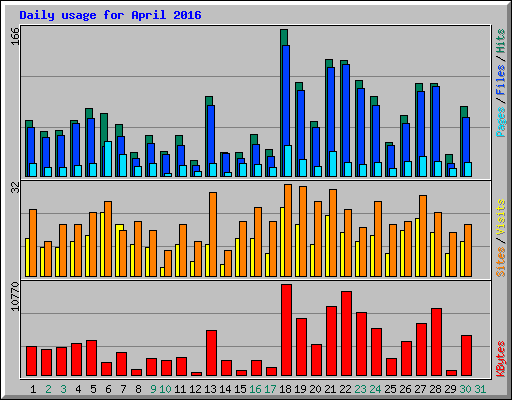 Daily usage for April 2016
166
Pages / Files / Hits
32
Sites / Visits
10770
KBytes
1 2 3 4 5 6 7 8 9 10 11 12 13 14 15 16 17 18 19 20 21 22 23 24 25 26 27 28 29 30 31